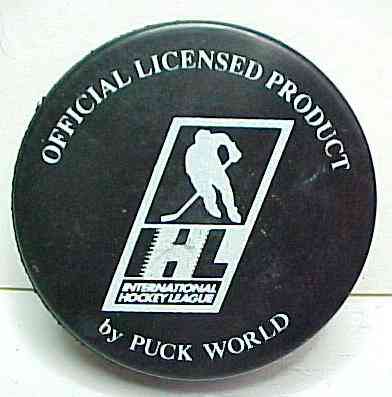 OFFICIAL LICENSED PRODUCT
IHL
INTERNATIONAL
HOCKEY LEAGUE
by PUCK WORLD